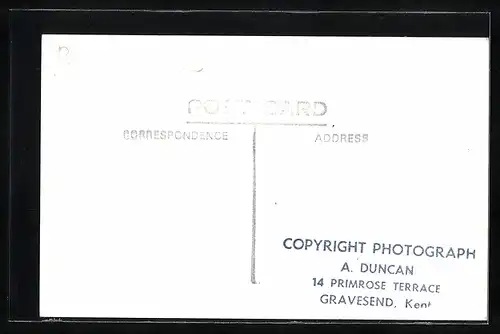 POST CARD
CORRESPONDENCE
ADDRESS
COPYRIGHT PHOTOGRAPH
A. DUNCAN
14 PRIMROSE TERRACE
GRAVESEND, Kent